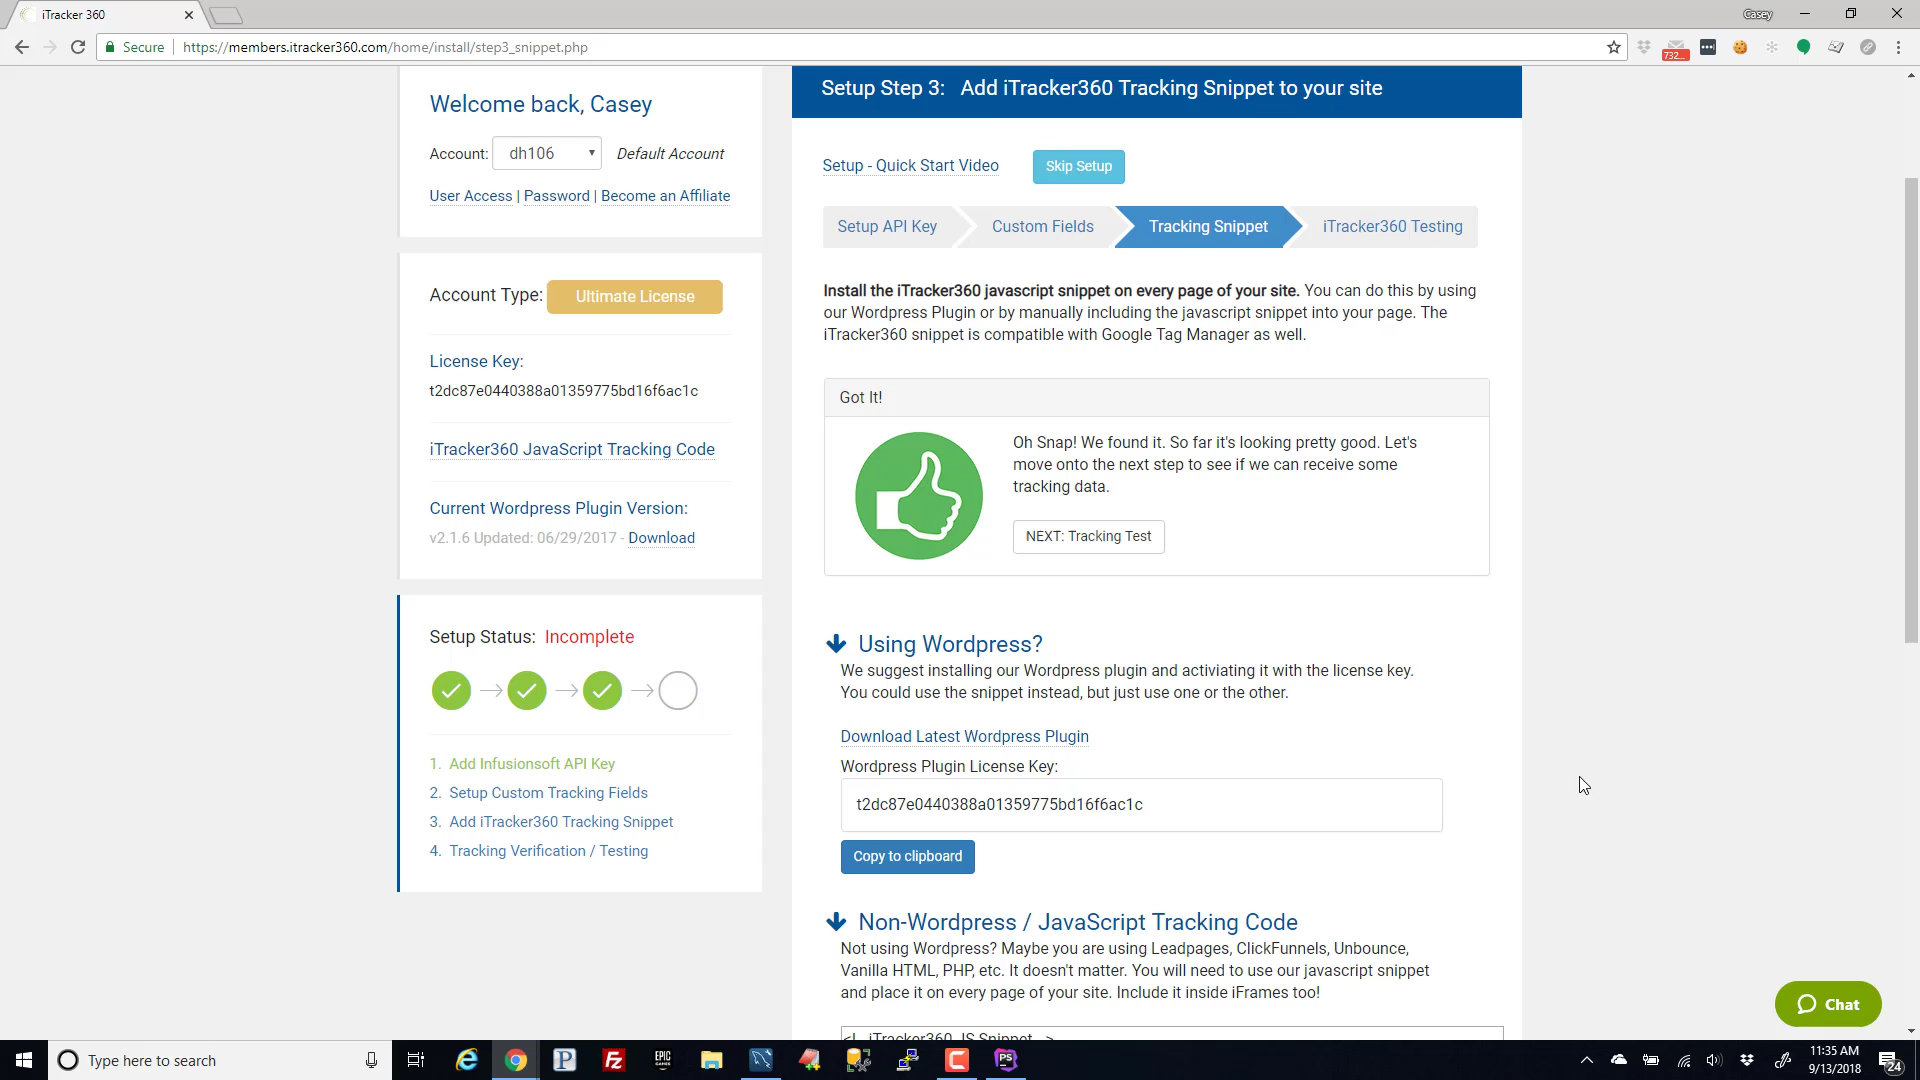 iTracker 360
Casey
Secure
https://members.itracker360.com/home/install/step3_snippet.php
732...
Welcome back, Casey
Account: dh106 Default Account
User Access | Password | Become an Affiliate
Account Type: Ultimate License
License Key:
t2dc87e0440388a01359775bd16f6ac1c
iTracker360 JavaScript Tracking Code
Current Wordpress Plugin Version:
v2.1.6 Updated: 06/29/2017 - Download
Setup Status: Incomplete
1. Add Infusionsoft API Key
2. Setup Custom Tracking Fields
3. Add iTracker360 Tracking Snippet
4. Tracking Verification / Testing
Setup Step 3: Add iTracker360 Tracking Snippet to your site
Setup - Quick Start Video
Skip Setup
Setup API Key
Custom Fields
Tracking Snippet
iTracker360 Testing
Install the iTracker360 javascript snippet on every page of your site. You can do this by using
our Wordpress Plugin or by manually including the javascript snippet into your page. The
iTracker360 snippet is compatible with Google Tag Manager as well.
Got It!
Oh Snap! We found it. So far it's looking pretty good. Let's
move onto the next step to see if we can receive some
tracking data.
NEXT: Tracking Test
Using Wordpress?
We suggest installing our Wordpress plugin and activiating it with the license key.
You could use the snippet instead, but just use one or the other.
Download Latest Wordpress Plugin
Wordpress Plugin License Key:
t2dc87e0440388a01359775bd16f6ac1c
Copy to clipboard
Non-Wordpress / JavaScript Tracking Code
Not using Wordpress? Maybe you are using Leadpages, ClickFunnels, Unbounce,
Vanilla HTML, PHP, etc. It doesn't matter. You will need to use our javascript snippet
and place it on every page of your site. Include it inside iFrames too!
iTracker360 JS Snippet
Chat
Type here to search
EPIC
GAMES
PS
11:35 AM
9/13/2018
24